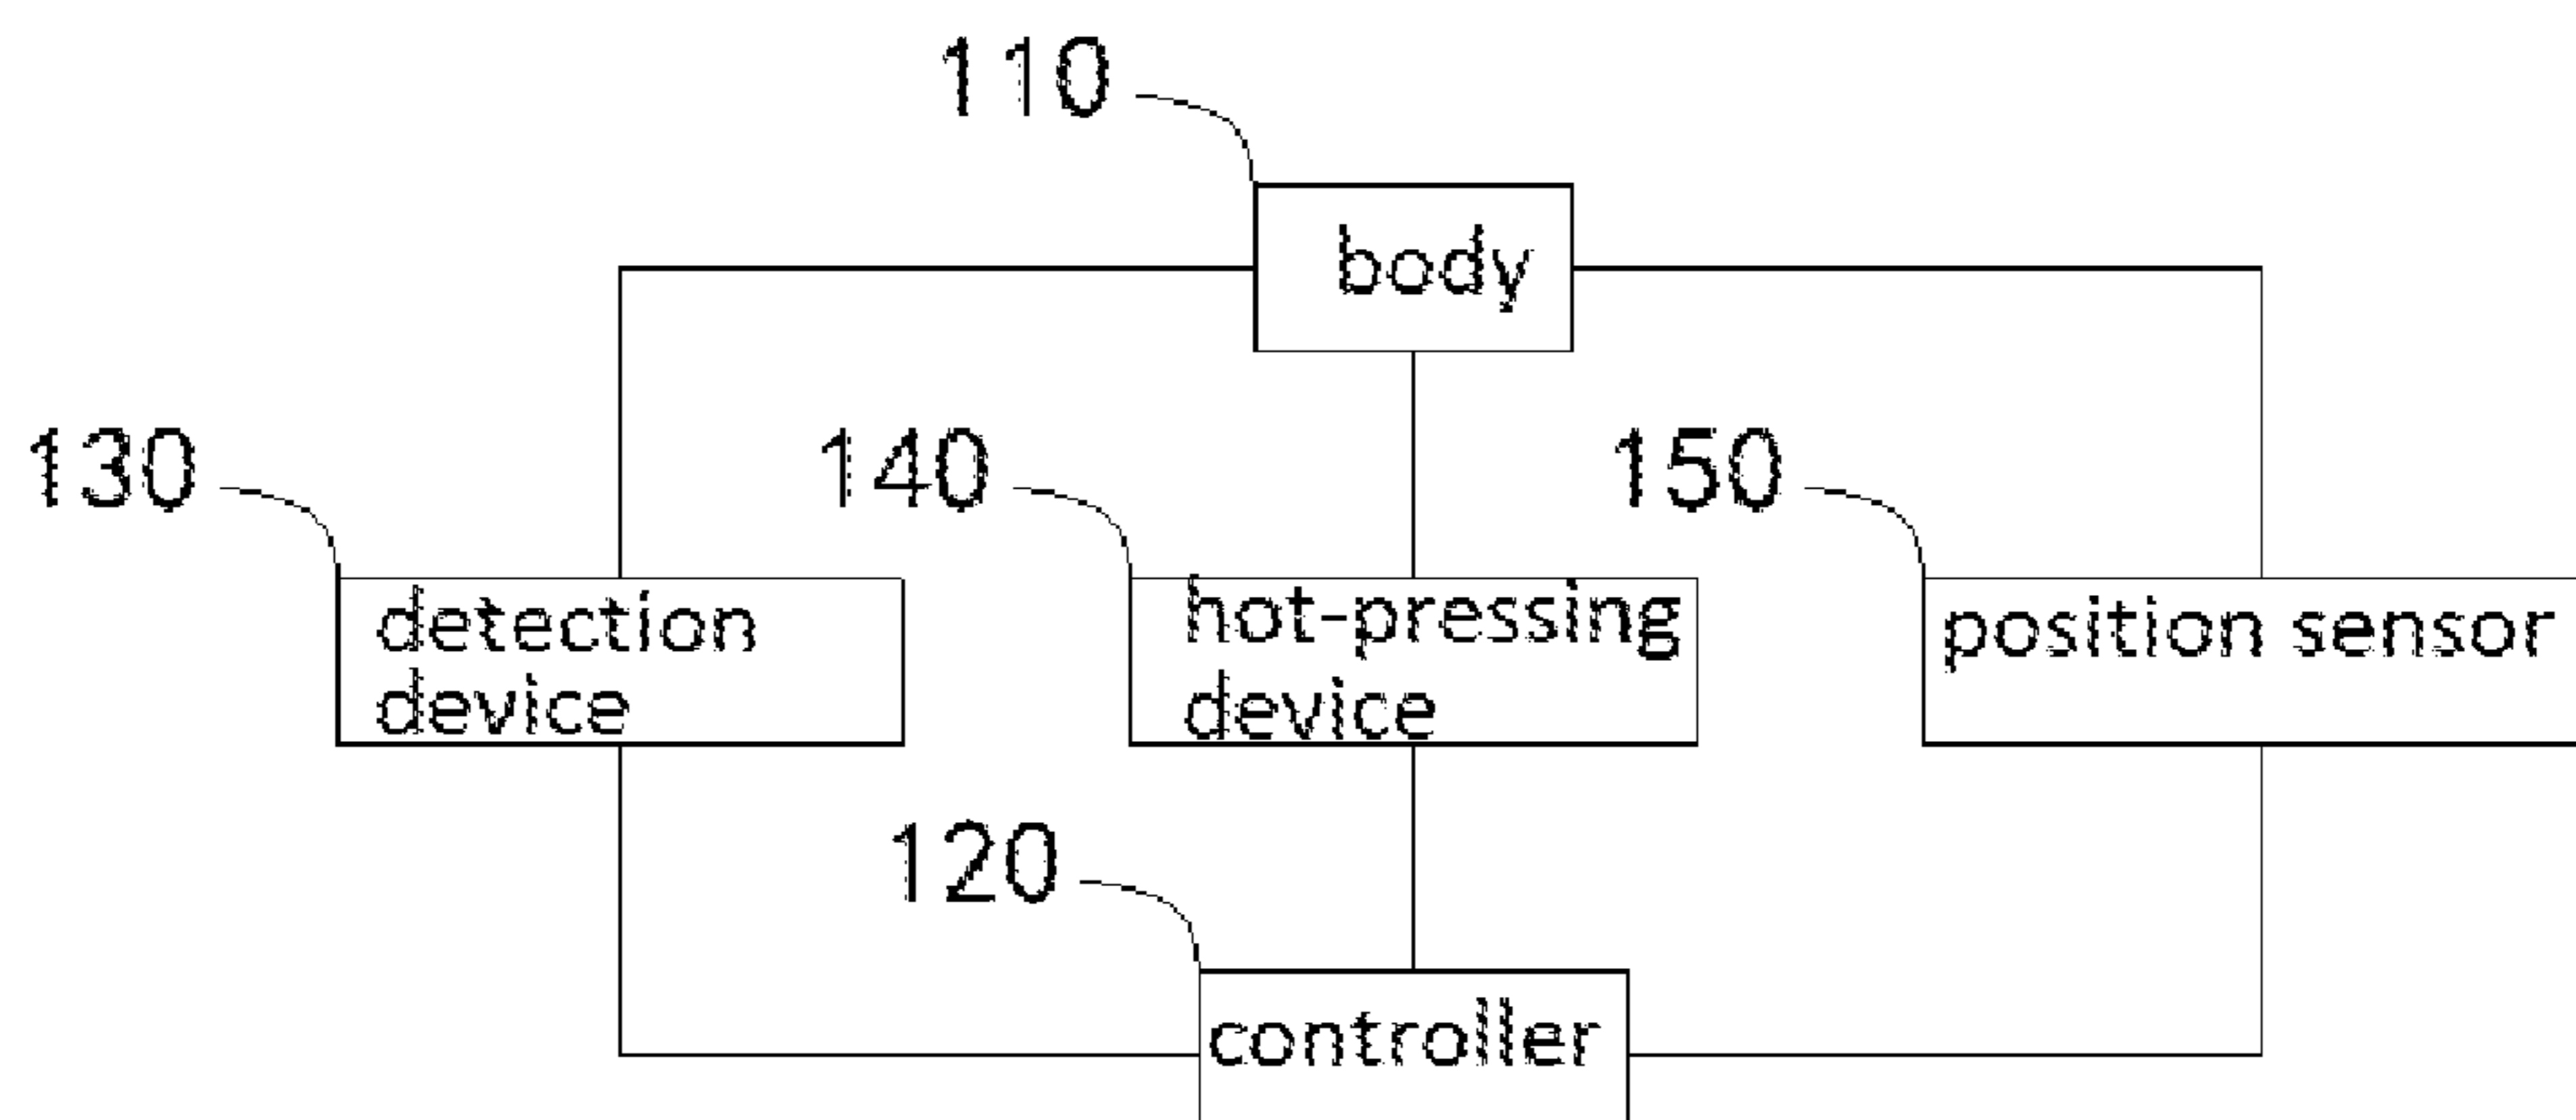 110
body
130
140
150
detection
device
hot-pressing
device
position sensor
120
controller